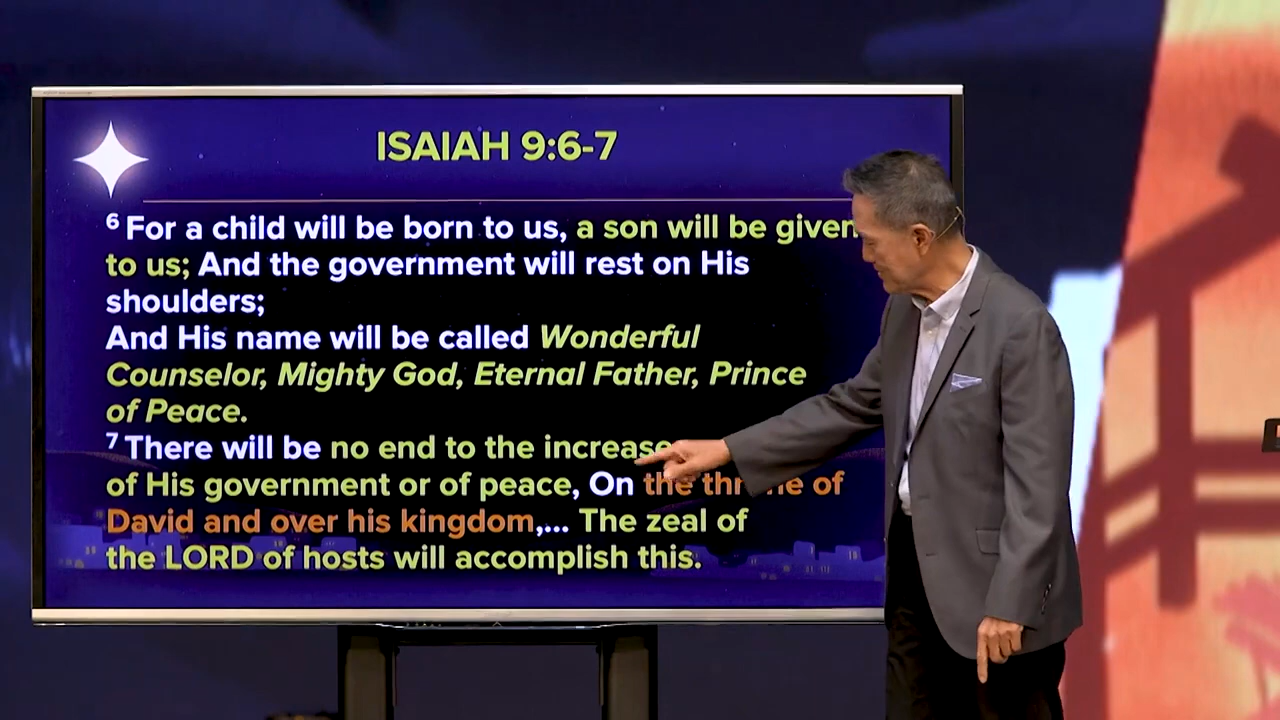 ISAIAH 9:6-7
6 For a child will be born to us, a son will be given
to us; And the government will rest on His
shoulders;
And His name will be called Wonderful
Counselor, Mighty God, Eternal Father, Prince
of Peace.
7 There will be no end to the increase
of His government or of peace, On the throne of
David and over his kingdom,... The zeal of
the LORD of hosts will accomplish this.